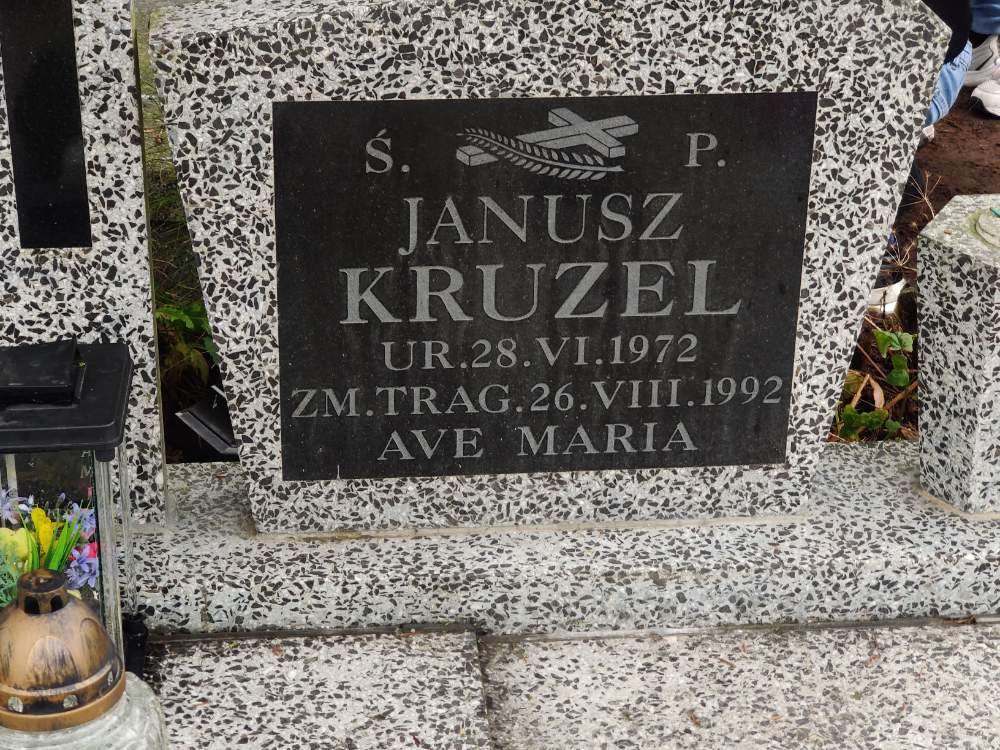 Ś. P.
JANUSZ
KRUZEL
UR.28.VI.1972
ZM.TRAG.26.VIII.1992
AVE MARIA